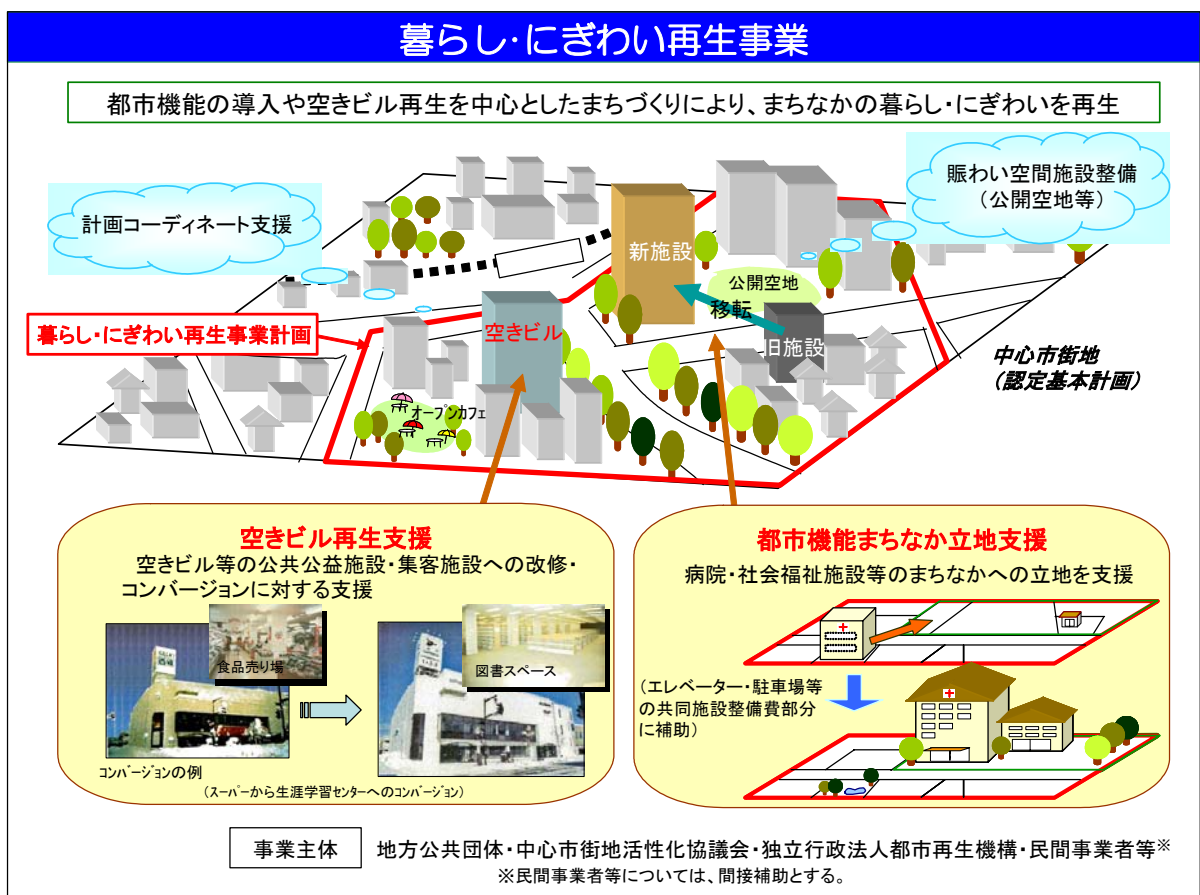 暮らし・にぎわい再生事業
都市機能の導入や空きビル再生を中心としたまちづくりにより、まちなかの暮らし・にぎわいを再生
計画コーディネート支援
賑わい空間施設整備
（公開空地等）
新施設
公開空地
移転
旧施設
空きビル
暮らし・にぎわい再生事業計画
オープンカフェ
中心市街地
（認定基本計画）
空きビル再生支援
空きビル等の公共公益施設・集客施設への改修・
コンバージョンに対する支援
食品売り場
図書スペース
コンバージョンの例
（スーパーから生涯学習センターへのコンバージョン）
都市機能まちなか立地支援
病院・社会福祉施設等のまちなかへの立地を支援
（エレベーター・駐車場等
の共同施設整備費部分
に補助）
事業主体
地方公共団体・中心市街地活性化協議会・独立行政法人都市再生機構・民間事業者等※
※民間事業者等については、間接補助とする。